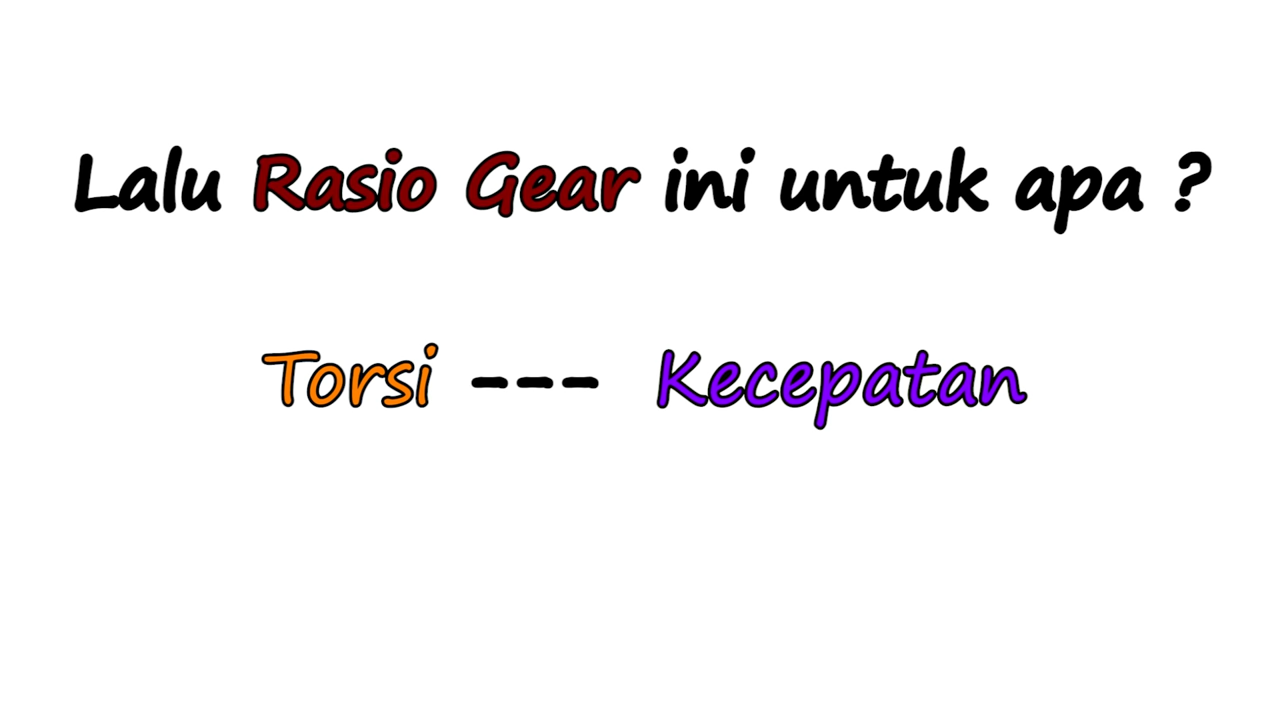 Lalu Rasio Gear ini untuk apa ?
Torsi --- Kecepatan